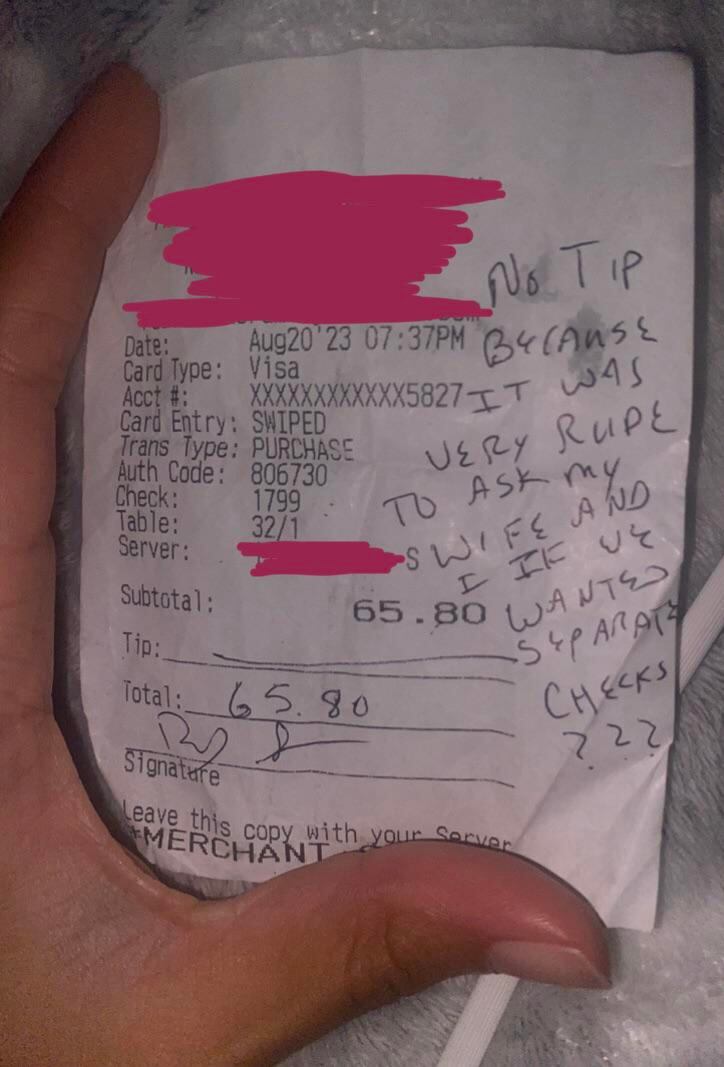 Date: Aug20'23 07:37PM
Card Type: Visa
Acct #: XXXXXXXXXXXX5827
Card Entry: SWIPED
Trans Type: PURCHASE
Auth Code: 806730
Check: 1799
Table: 32/1
Server: S
Subtotal: 65.80
Tip:
Total: 65.80
Signature
Leave this copy with your Server
*MERCHANT
NO TIP
BECAUSE
IT WAS
VERY RUDE
TO ASK MY
WIFE AND
I IF WE
WANTED
SEPARATE
CHECKS
???